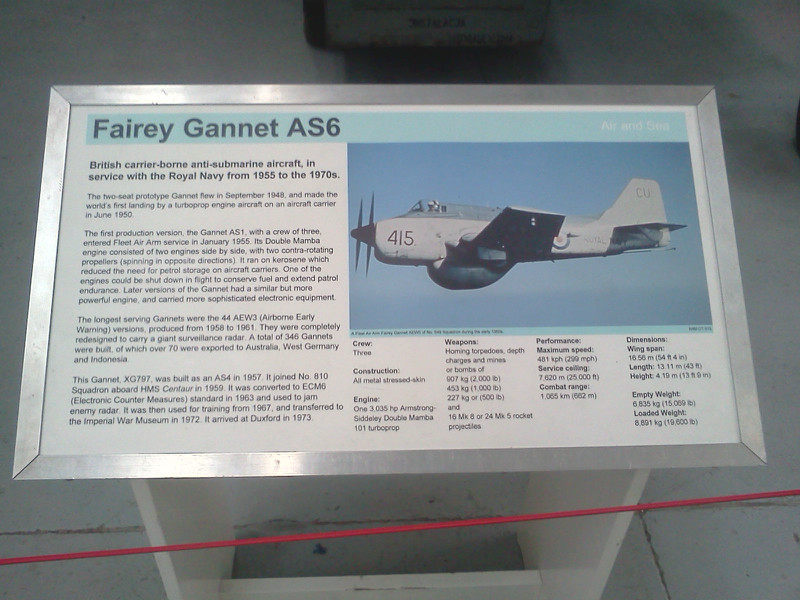 Fairey Gannet AS6
Air and Sea
British carrier-borne anti-submarine aircraft, in
service with the Royal Navy from 1955 to the 1970s.
The two-seat prototype Gannet flew in September 1948, and made the
world's first landing by a turboprop engine aircraft on an aircraft carrier
in June 1950.
The first production version, the Gannet AS1, with a crew of three,
entered Fleet Air Arm service in January 1955. Its Double Mamba
engine consisted of two engines side by side, with two contra-rotating
propellers (spinning in opposite directions). It ran on kerosene which
reduced the need for petrol storage on aircraft carriers. One of the
engines could be shut down in flight to conserve fuel and extend patrol
endurance. Later versions of the Gannet had a similar but more
powerful engine, and carried more sophisticated electronic equipment.
The longest serving Gannets were the 44 AEW3 (Airborne Early
Warning) versions, produced from 1958 to 1961. They were completely
redesigned to carry a giant surveillance radar. A total of 346 Gannets
were built, of which over 70 were exported to Australia, West Germany
and Indonesia.
This Gannet, XG797, was built as an AS4 in 1957. It joined No. 810
Squadron aboard HMS Centaur in 1959. It was converted to ECM6
(Electronic Counter Measures) standard in 1963 and used to jam
enemy radar. It was then used for training from 1967, and transferred to
the Imperial War Museum in 1972. It arrived at Duxford in 1973.
CU
415
A Fleet Air Arm Fairey Gannet AEW3 of No. 849 Squadron during the early 1960s.
Crew:
Three
Construction:
All metal stressed-skin
Engine:
One 3,035 hp Armstrong-
Siddeley Double Mamba
101 turboprop
Weapons:
Homing torpedoes, depth
charges and mines
or bombs of
907 kg (2,000 lb)
453 kg (1,000 lb)
227 kg or (500 lb)
and
16 Mk 8 or 24 Mk 5 rocket
projectiles
Performance:
Maximum speed:
481 kph (299 mph)
Service ceiling:
7,620 m (25,000 ft)
Combat range:
1,065 km (662 m)
Dimensions:
Wing span:
16.56 m (54 ft 4 in)
Length: 13.11 m (43 ft)
Height: 4.19 m (13 ft 9 in)
Empty Weight:
6,835 kg (15,069 lb)
Loaded Weight:
8,891 kg (19,600 lb)